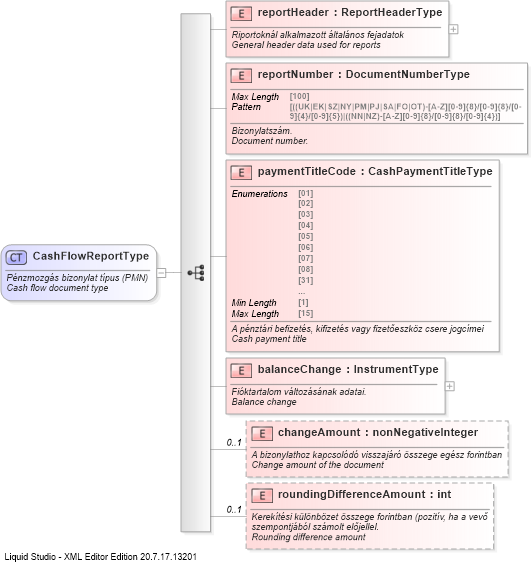 E reportHeader : ReportHeaderType
Riportoknál alkalmazott általános fejadatok
General header data used for reports
E reportNumber : DocumentNumberType
Max Length [100]
Pattern [((UK|EK|SZ|NY|PM|PJ|SA|FO|OT)-[A-Z][0-9]{8}/[0-9]{8}/[0-
9]{4}/[0-9]{5})|((NN|NZ)-[A-Z][0-9]{8}/[0-9]{8}/[0-9]{4})]
Bizonylatszám.
Document number.
E paymentTitleCode : CashPaymentTitleType
Enumerations [01]
[02]
[03]
[04]
[05]
[06]
[07]
[08]
[31]
...
Min Length [1]
Max Length [15]
A pénztári befizetés, kifizetés vagy fizetőeszköz csere jogcímei
Cash payment title
CT CashFlowReportType
Pénzmozgás bizonylat típus (PMN)
Cash flow document type
E balanceChange : InstrumentType
Fióktartalom változásának adatai.
Balance change
0..1
E changeAmount : nonNegativeInteger
A bizonylathoz kapcsolódó visszajáró összege egész forintban
Change amount of the document
0..1
E roundingDifferenceAmount : int
Kerekítési különbözet összege forintban (pozitív, ha a vevő
szempontjából számolt előjellel.
Rounding difference amount
Liquid Studio - XML Editor Edition 20.7.17.13201